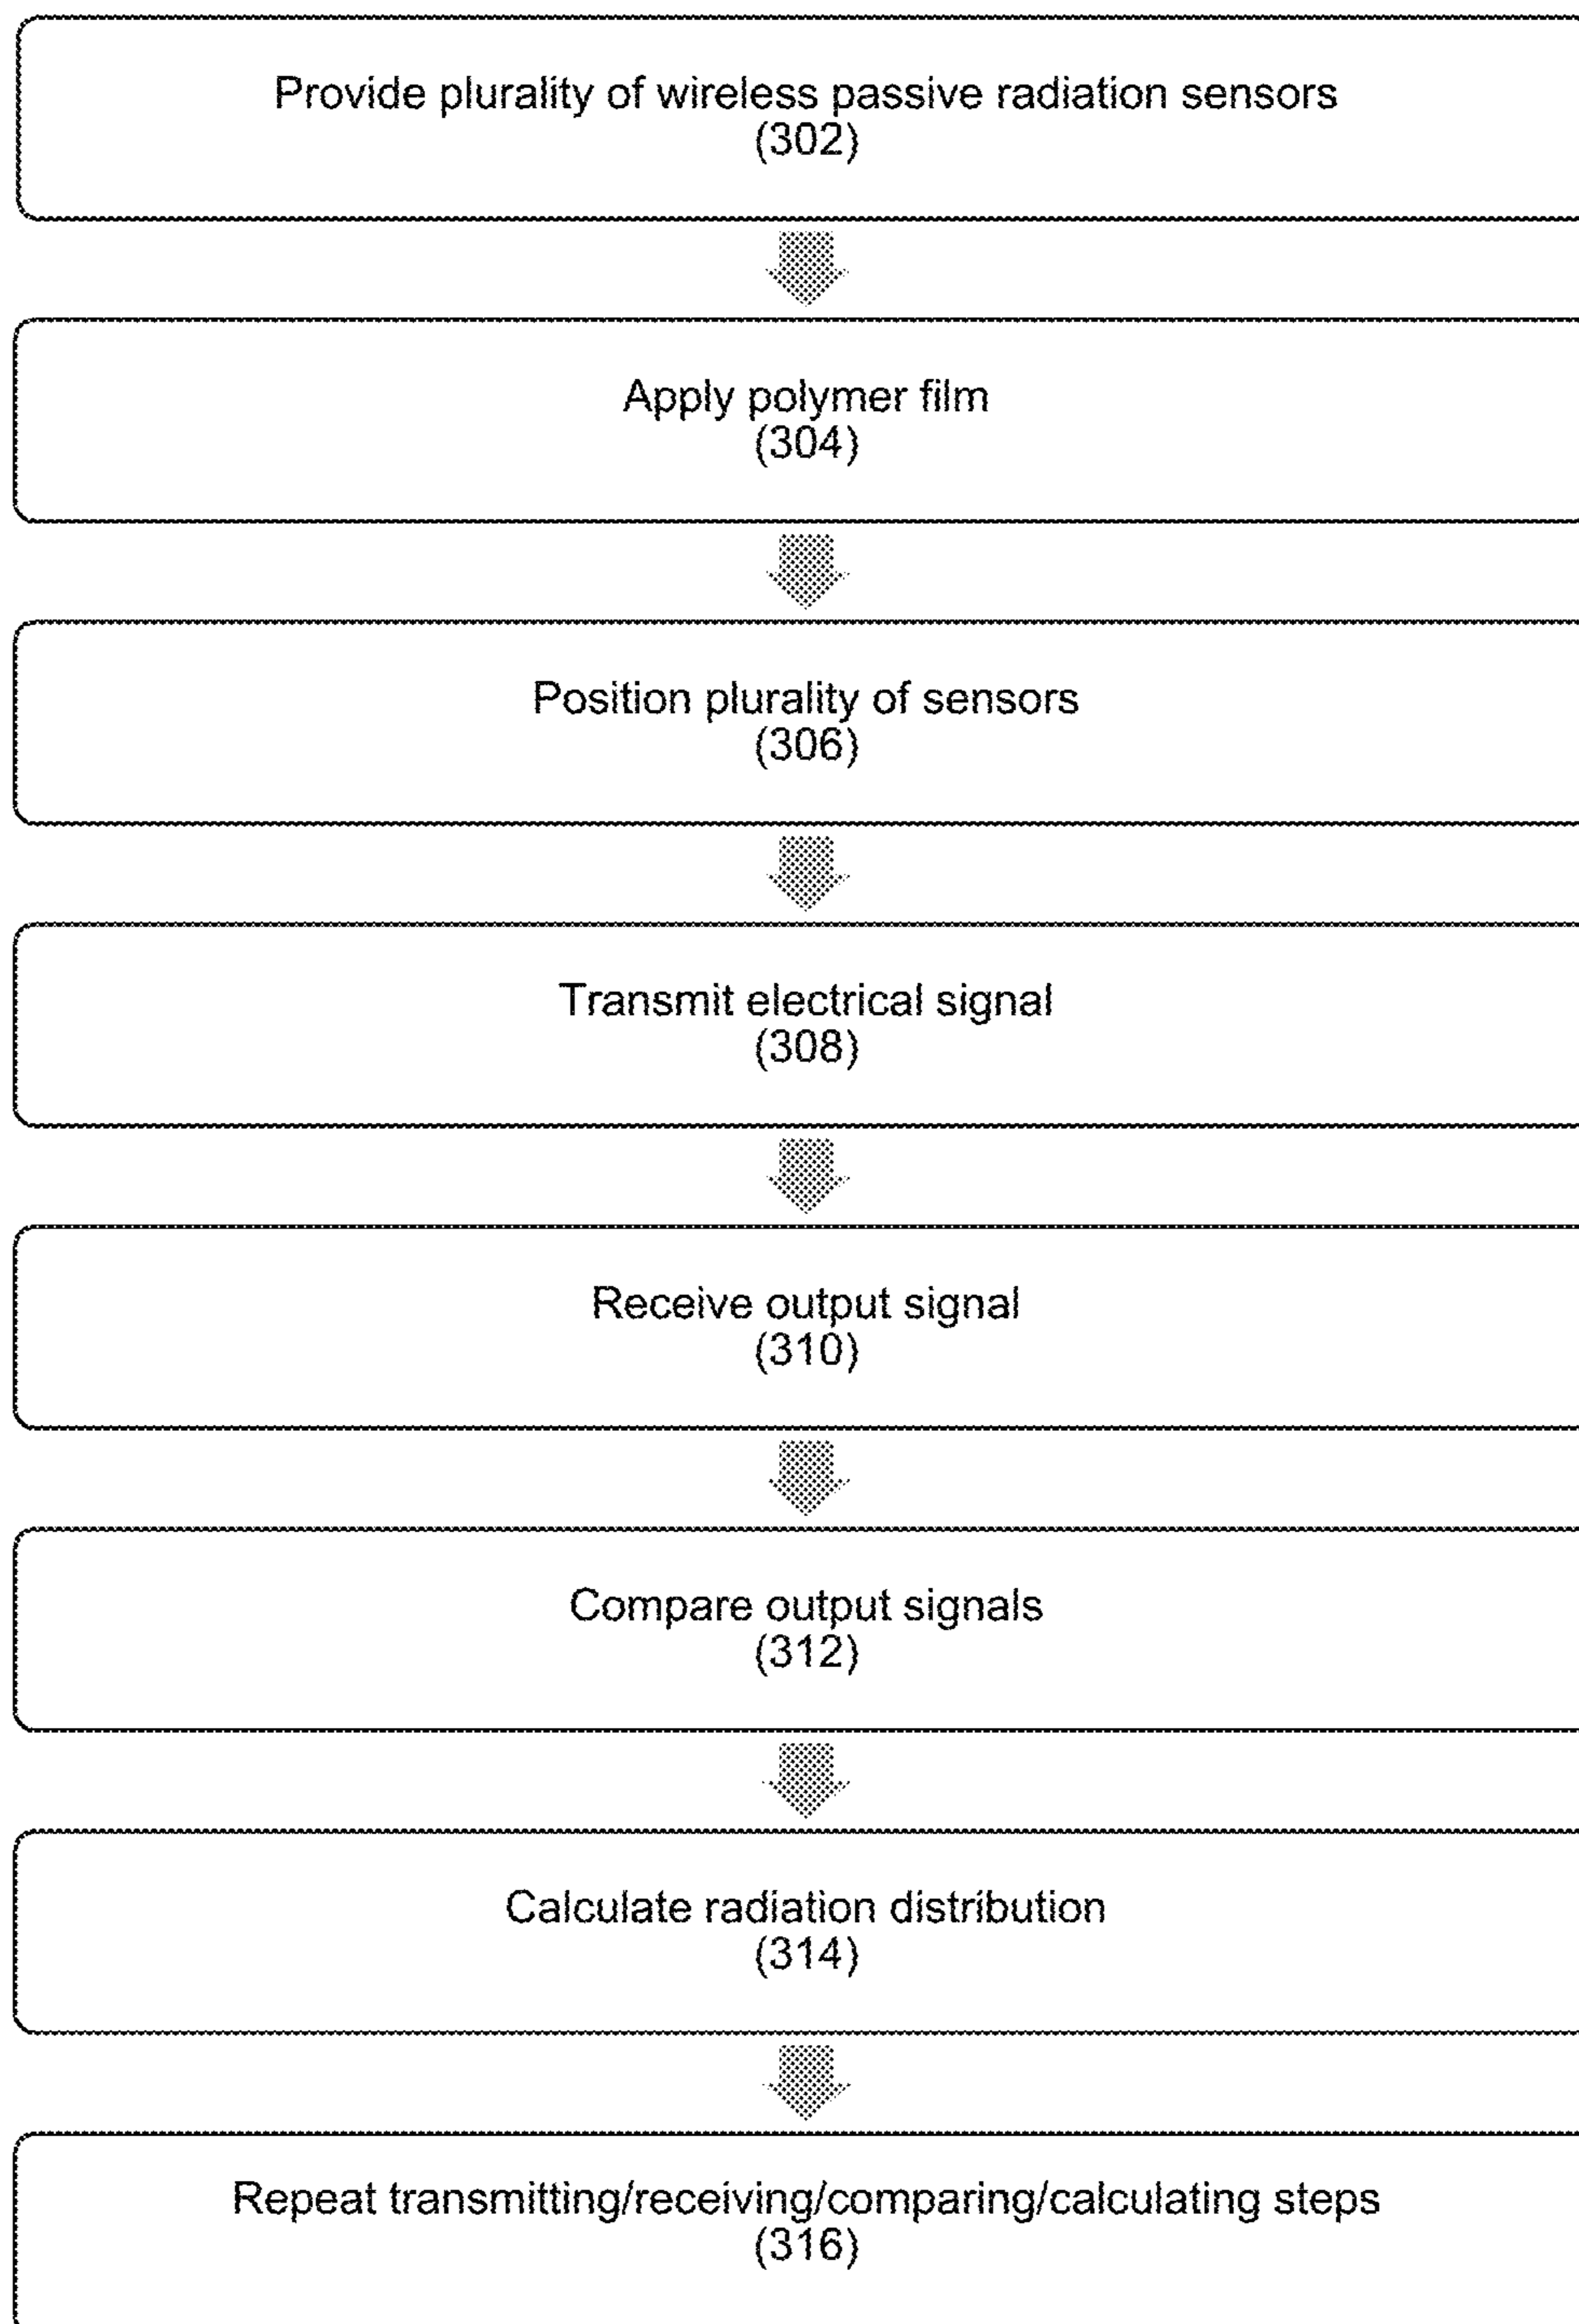 Provide plurality of wireless passive radiation sensors
(302)
Apply polymer film
(304)
Position plurality of sensors
(306)
Transmit electrical signal
(308)
Receive output signal
(310)
Compare output signals
(312)
Calculate radiation distribution
(314)
Repeat transmitting/receiving/comparing/calculating steps
(316)